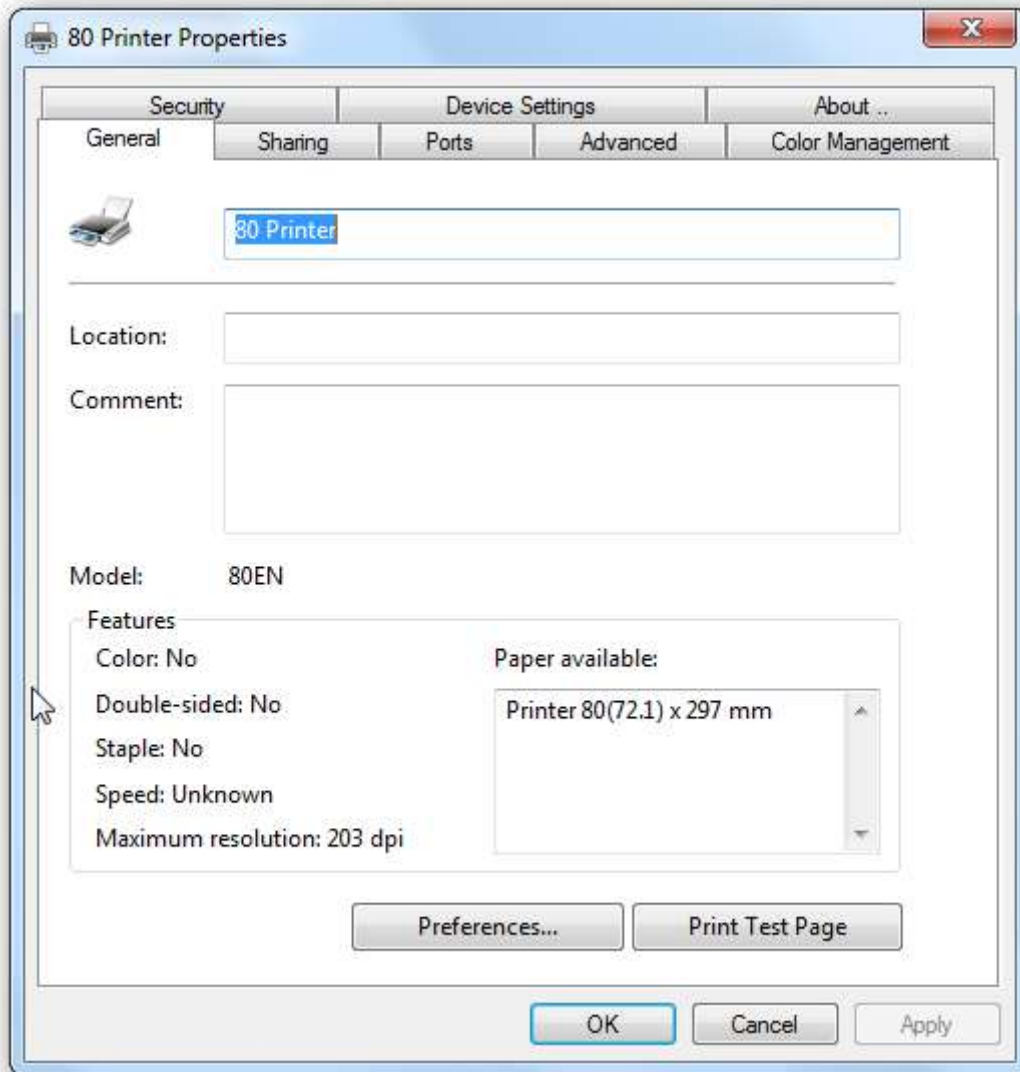 80 Printer Properties
Security Device Settings About ..
General Sharing Ports Advanced Color Management
80 Printer
Location:
Comment:
Model: 80EN
Features
Color: No Paper available:
Double-sided: No Printer 80(72.1) x 297 mm
Staple: No
Speed: Unknown
Maximum resolution: 203 dpi
Preferences... Print Test Page
OK Cancel Apply